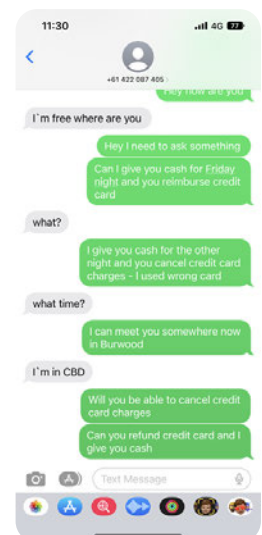 11:30
4G 77
+61 422 087 405
Hey how are you
I`m free where are you
Hey I need to ask something
Can I give you cash for Friday
night and you reimburse credit
card
what?
I give you cash for the other
night and you cancel credit card
charges - I used wrong card
what time?
I can meet you somewhere now
in Burwood
I`m in CBD
Will you be able to cancel credit
card charges
Can you refund credit card and I
give you cash
Text Message